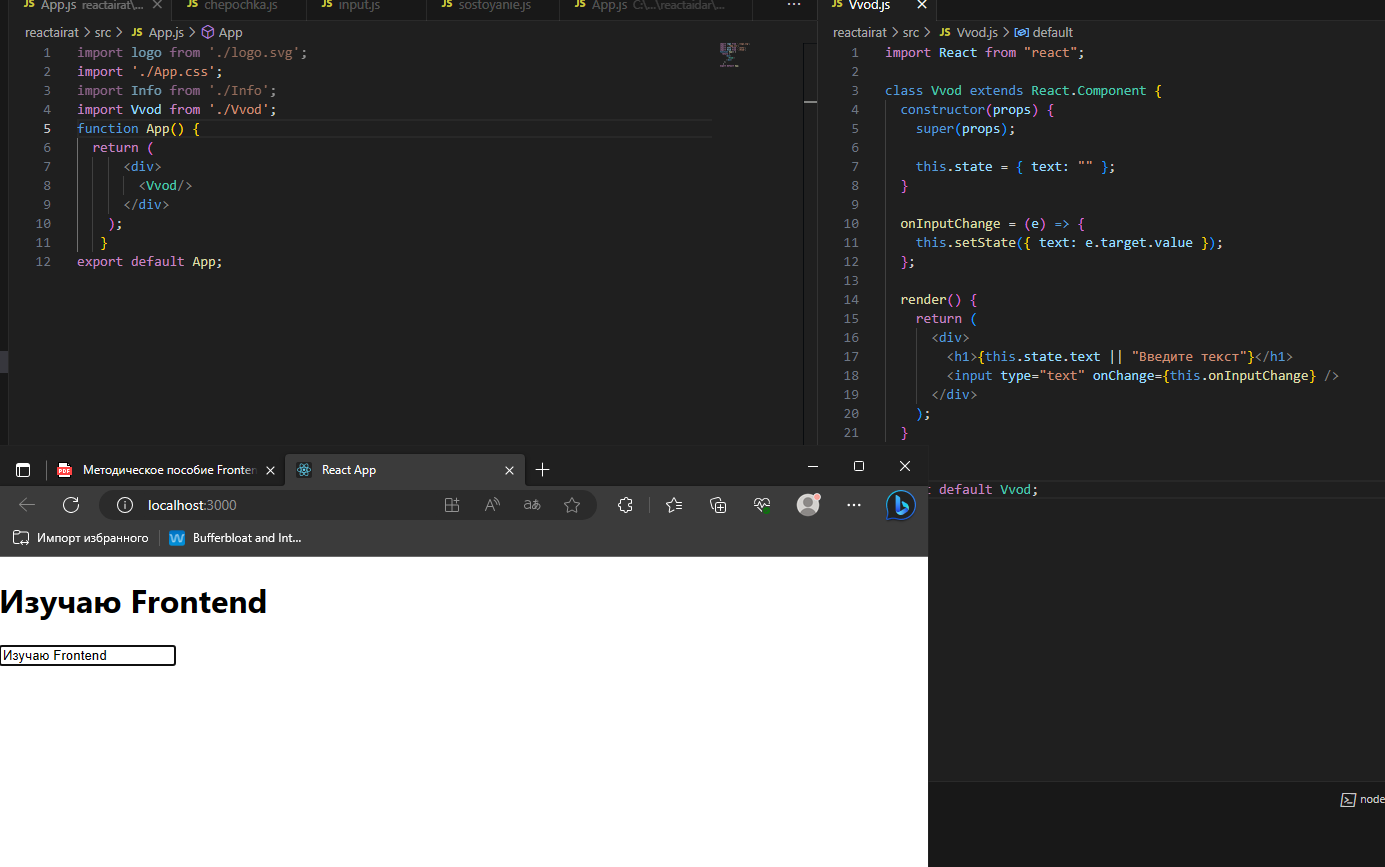 JS App.js reactairat\... ✕ JS chepochka.js JS input.js JS sostoyanie.js JS App.js C:\...\reactaidar\... ···
reactairat > src > JS App.js > App
1 import logo from './logo.svg';
2 import './App.css';
3 import Info from './Info';
4 import Vvod from './Vvod';
5 function App() {
6 return (
7 <div>
8 <Vvod/>
9 </div>
10 );
11 }
12 export default App;
JS Vvod.js ✕
reactairat > src > JS Vvod.js > default
1 import React from "react";
2
3 class Vvod extends React.Component {
4 constructor(props) {
5 super(props);
6
7 this.state = { text: "" };
8 }
9
10 onInputChange = (e) => {
11 this.setState({ text: e.target.value });
12 };
13
14 render() {
15 return (
16 <div>
17 <h1>{this.state.text || "Введите текст"}</h1>
18 <input type="text" onChange={this.onInputChange} />
19 </div>
20 );
21 }
default Vvod;
node
PDF Методическое пособие Fronten ✕ React App ✕ +
localhost:3000
Импорт избранного W Bufferbloat and Int...
Изучаю Frontend
Изучаю Frontend